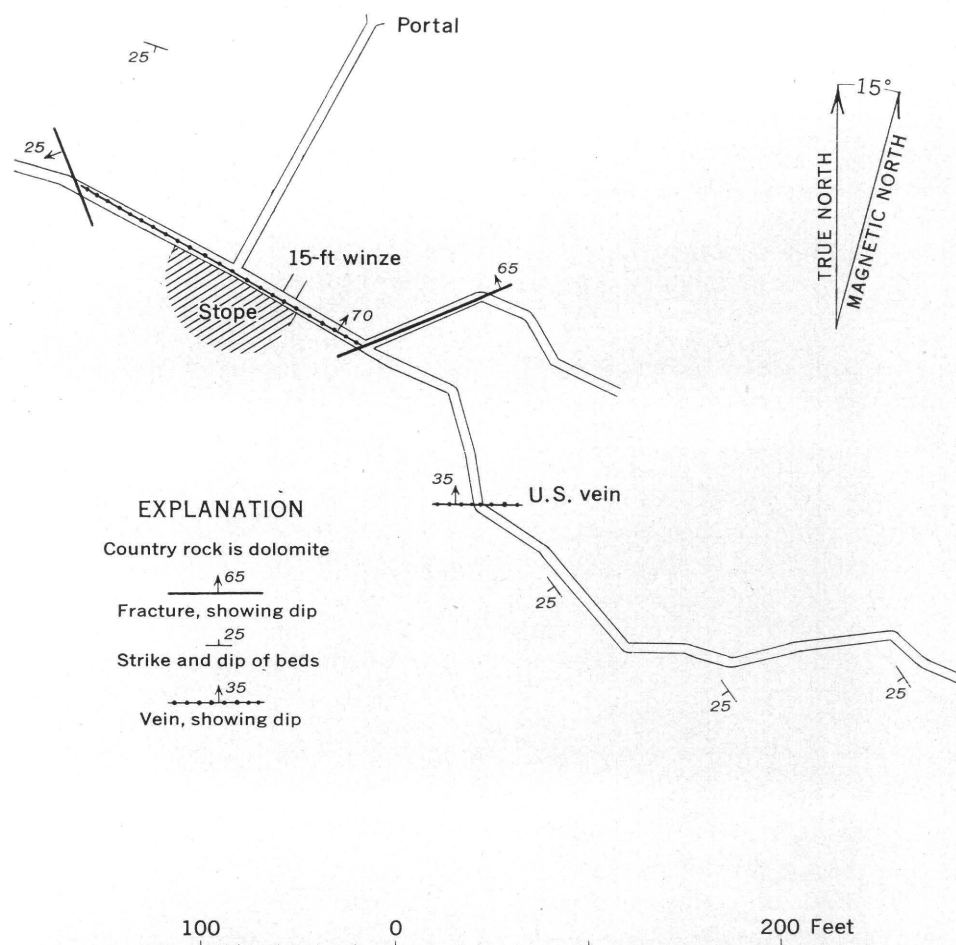 Portal
25
15°
TRUE NORTH
MAGNETIC NORTH
25
15-ft winze
65
Stope
70
35
U.S. vein
EXPLANATION
Country rock is dolomite
65
Fracture, showing dip
25
Strike and dip of beds
35
Vein, showing dip
25
25
25
100 0 200 Feet